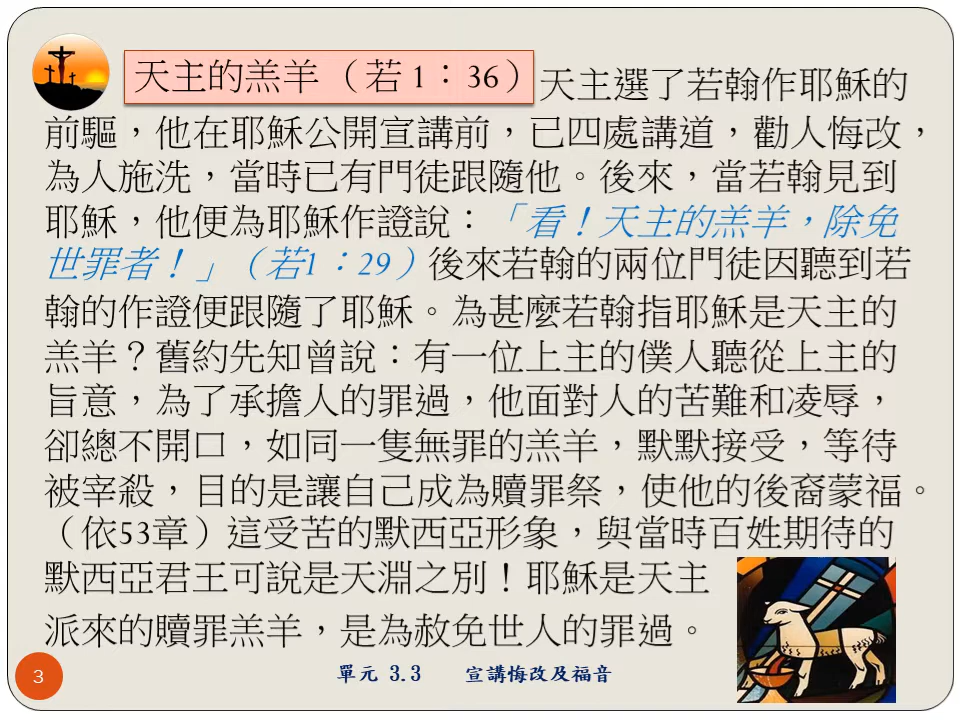 天主的羔羊 （若 1：36）天主選了若翰作耶穌的
前驅，他在耶穌公開宣講前，已四處講道，勸人悔改，
為人施洗，當時已有門徒跟隨他。後來，當若翰見到
耶穌，他便為耶穌作證說：「看！天主的羔羊，除免
世罪者！」（若1：29）後來若翰的兩位門徒因聽到若
翰的作證便跟隨了耶穌。為甚麼若翰指耶穌是天主的
羔羊？舊約先知曾說：有一位上主的僕人聽從上主的
旨意，為了承擔人的罪過，他面對人的苦難和凌辱，
卻總不開口，如同一隻無罪的羔羊，默默接受，等待
被宰殺，目的是讓自己成為贖罪祭，使他的後裔蒙福。
（依53章）這受苦的默西亞形象，與當時百姓期待的
默西亞君王可說是天淵之別！耶穌是天主
派來的贖罪羔羊，是為赦免世人的罪過。
3
單元 3.3 宣講悔改及福音